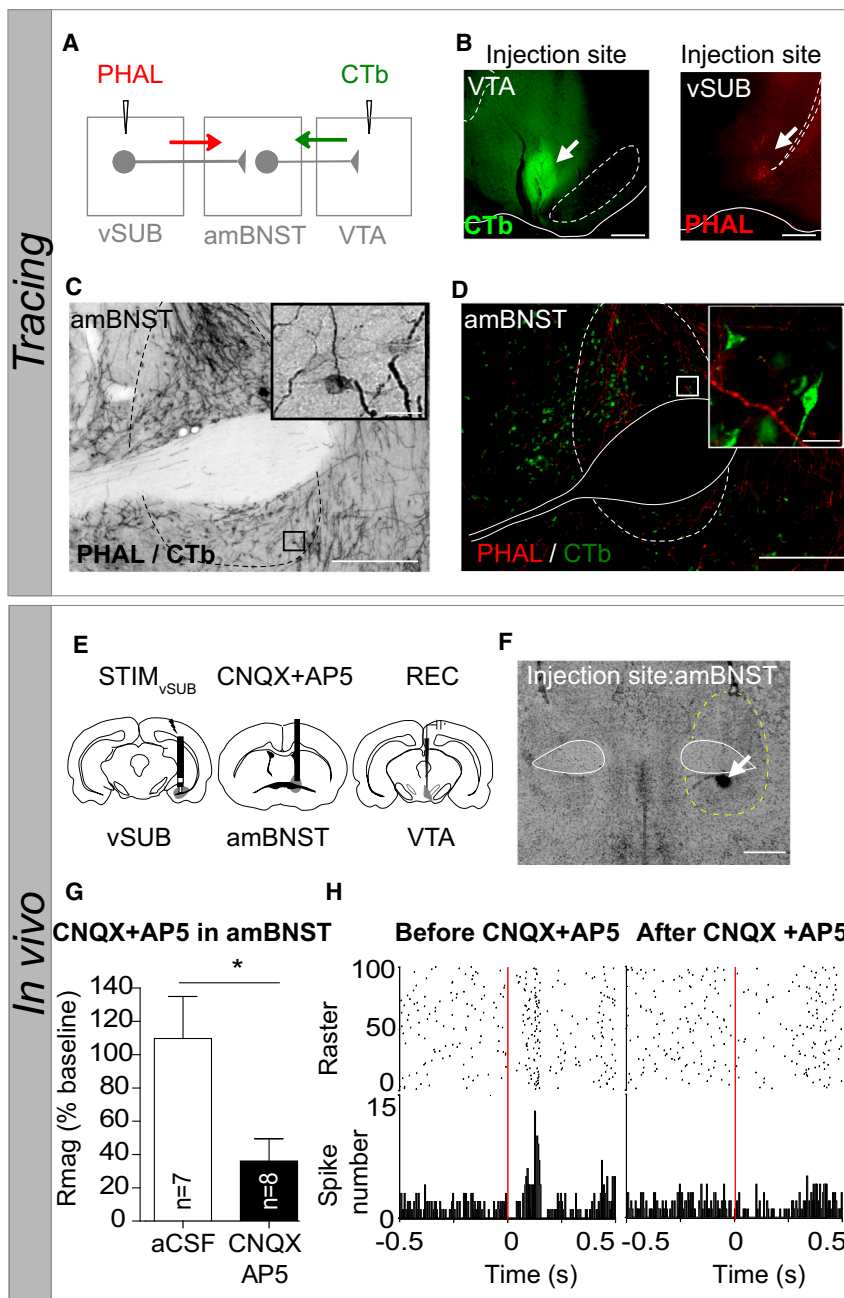 Tracing
A
PHAL
CTb
vSUB
amBNST
VTA
B
Injection site
VTA
CTb
Injection site
vSUB
PHAL
C
amBNST
PHAL / CTb
D
amBNST
PHAL / CTb
In vivo
E
STIMvSUB
CNQX+AP5
REC
vSUB
amBNST
VTA
F
Injection site:amBNST
G
CNQX+AP5 in amBNST
*
Rmag (% baseline)
140
120
100
80
60
40
20
0
n=7
n=8
aCSF
CNQX
AP5
H
Before CNQX+AP5
After CNQX +AP5
Raster
100
50
0
Spike
number
15
0
-0.5
0
0.5
Time (s)
-0.5
0
0.5
Time (s)